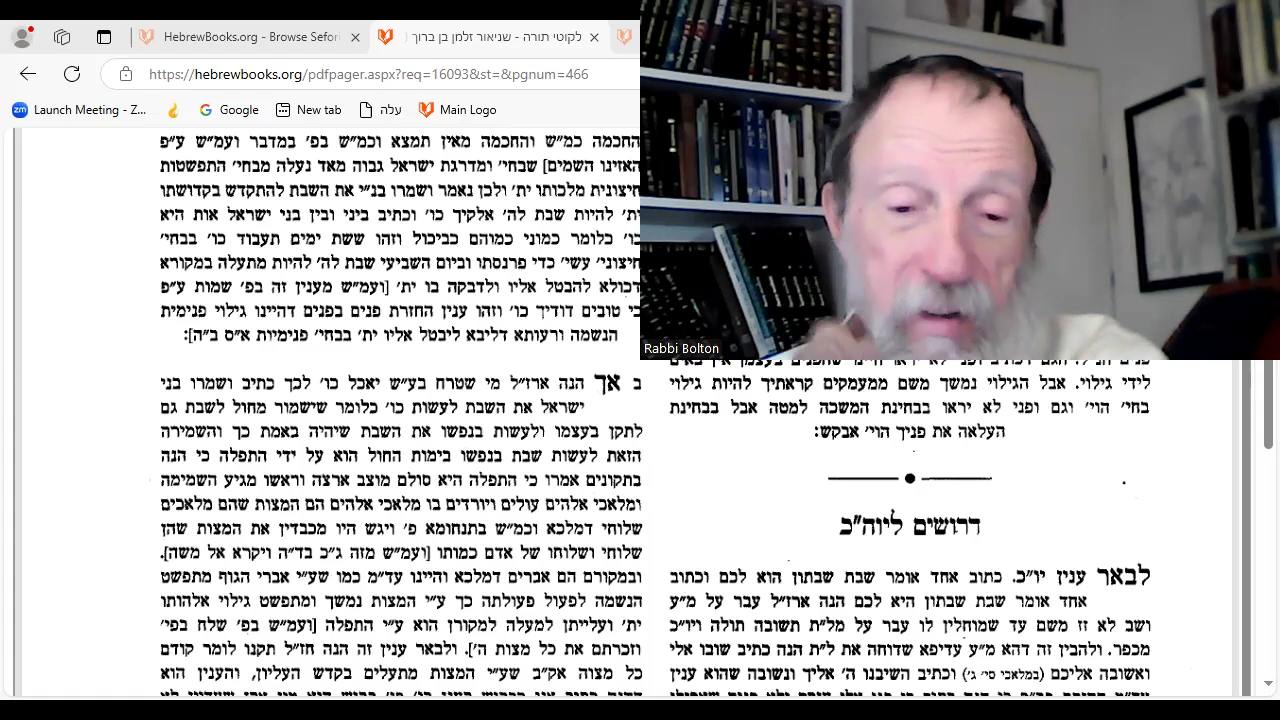 HebrewBooks.org - Browse Sefor
לקוטי תורה - שניאור זלמן בן ברוך (
https://hebrewbooks.org/pdfpager.aspx?req=16093&st=&pgnum=466
Launch Meeting - Z...
Google
New tab
עלה
Main Logo
Rabbi Bolton
לידי גילוי. אבל הגילוי נמשך משם ממעמקים קראתיך להיות גילוי
בחי׳ הוי׳ וגם ופני לא יראו בבחינת המשכה למטה אבל בבחינת
העלאה את פניך הוי׳ אבקש:
דרושים ליוה״כ
לבאר ענין יו״כ. כתוב אחד אומר שבת שבתון הוא לכם וכתוב
אחד אומר שבת שבתון היא לכם הנה ארז״ל עבר על מ״ע
ושב לא זז משם עד שמוחלין לו עבר על מל״ת תשובה תולה ויו״כ
מכפר. ולהבין זה דהא מ״ע עדיפא שדוחה את ל״ת הנה כתיב שובו אלי
ואשובה אליכם (במלאכי סי׳ ג׳) וכתיב השיבנו ה׳ אליך ונשובה שהוא ענין
החכמה כמ״ש והחכמה מאין תמצא וכמ״ש בפ׳ במדבר ועמ״ש ע״פ
האזינו השמים] שבחי׳ ומדרגת ישראל גבוה מאד נעלה מבחי׳ התפשטות
חיצונית מלכותו ית׳ ולכן נאמר ושמרו בנ״י את השבת להתקדש בקדושתו
ית׳ להיות שבת לה׳ אלקיך כו׳ וכתיב ביני ובין בני ישראל אות היא
כו׳ כלומר כמוני כמוהם כביכול וזהו ששת ימים תעבוד כו׳ בבחי׳
חיצוני׳ עשי׳ כדי פרנסתו וביום השביעי שבת לה׳ להיות מתעלה במקורא
דכולא להבטל אליו ולדבקה בו ית׳ [ועמ״ש מענין זה בפ׳ שמות ע״פ
כי טובים דודיך כו׳ וזהו ענין החזרת פנים בפנים דהיינו גילוי פנימית
הנשמה ורעותא דליבא ליבטל אליו ית׳ בבחי׳ פנימיות א״ס ב״ה]:
ב אך הנה ארז״ל מי שטרח בע״ש יאכל כו׳ לכך כתיב ושמרו בני
ישראל את השבת לעשות כו׳ כלומר שישמור מחול לשבת גם
לתקן בעצמו ולעשות בנפשו את השבת שיהיה באמת כך והשמירה
הזאת לעשות שבת בנפשו בימות החול הוא על ידי התפלה כי הנה
בתקונים אמרו כי התפלה היא סולם מוצב ארצה וראשו מגיע השמימה
ומלאכי אלהים עולים ויורדים בו מלאכי אלהים הם המצות שהם מלאכים
שלוחי דמלכא וכמ״ש בתנחומא פ׳ ויגש היו מכבדין את המצות שהן
שלוחי ושלוחו של אדם כמותו [ועמ״ש מזה ג״כ בד״ה ויקרא אל משה].
ובמקורם הם אברים דמלכא והיינו עד״מ כמו שע״י אברי הגוף מתפשט
הנשמה לפעול פעולתה כך ע״י המצות נמשך ומתפשט גילוי אלהותו
ית׳ ועלייתן למעלה למקורן הוא ע״י התפלה [ועמ״ש בפ׳ שלח בפי׳
וזכרתם את כל מצות ה׳]. ולבאר ענין זה הנה חז״ל תקנו לומר קודם
כל מצוה אק״ב שע״י המצות מתעלים בקדש העליון, והענין הוא